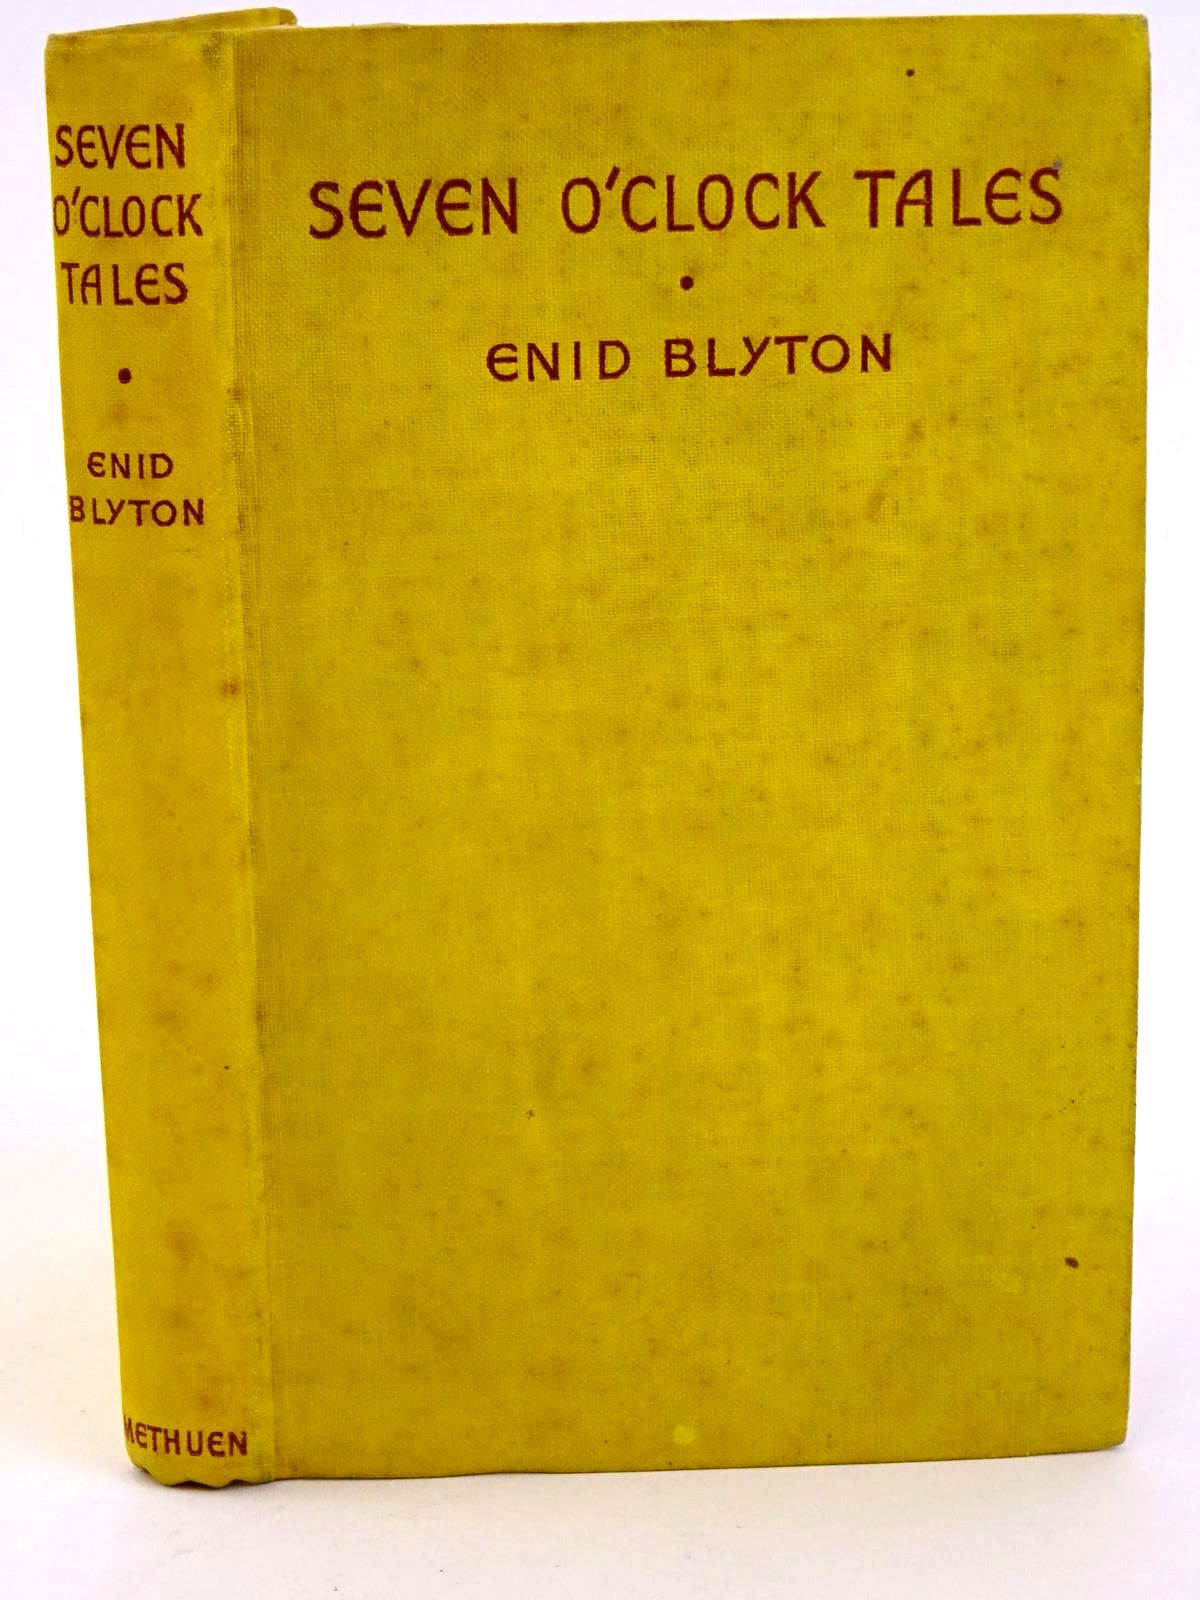 SEVEN
O'CLOCK
TALES
•
ENID
BLYTON
METHUEN
SEVEN O'CLOCK TALES
•
ENID BLYTON